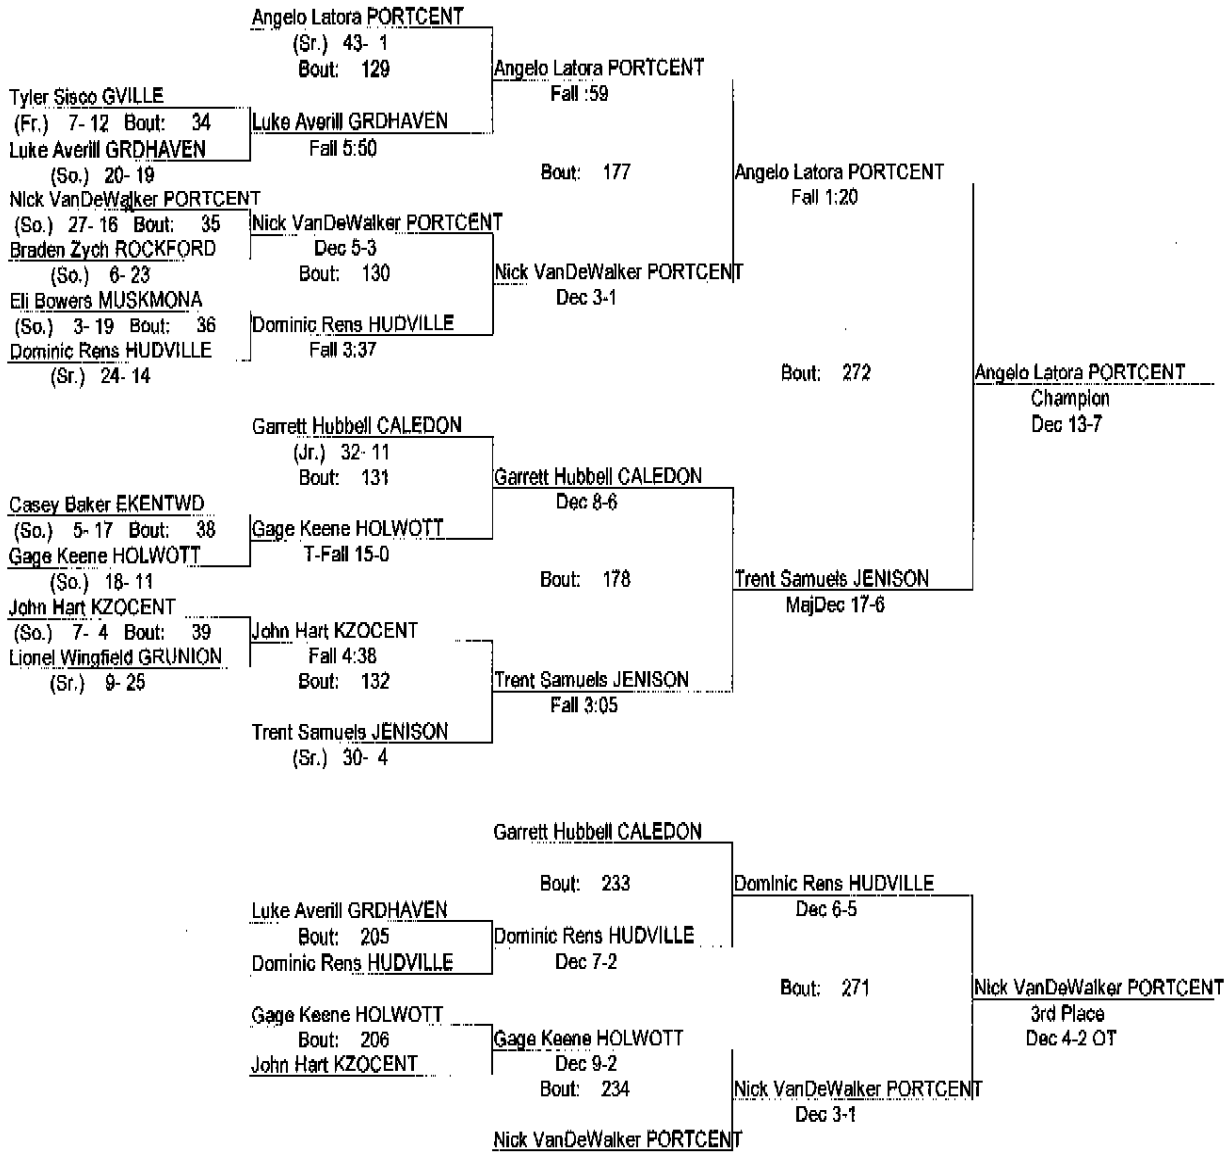 Angelo Latora PORTCENT
(Sr.) 43- 1
Bout: 129
Angelo Latora PORTCENT
Fall :59
Tyler Sisco GVILLE
(Fr.) 7- 12 Bout: 34
Luke Averill GRDHAVEN
Luke Averill GRDHAVEN
Fall 5:50
(So.) 20- 19
Bout: 177
Angelo Latora PORTCENT
Fall 1:20
Nick VanDeWalker PORTCENT
(So.) 27- 16 Bout: 35
Nick VanDeWalker PORTCENT
Dec 5-3
Braden Zych ROCKFORD
(So.) 6- 23
Bout: 130
Nick VanDeWalker PORTCENT
Dec 3-1
Eli Bowers MUSKMONA
(So.) 3- 19 Bout: 36
Dominic Rens HUDVILLE
Fall 3:37
Dominic Rens HUDVILLE
(Sr.) 24- 14
Bout: 272
Angelo Latora PORTCENT
Champion
Dec 13-7
Garrett Hubbell CALEDON
(Jr.) 32- 11
Bout: 131
Garrett Hubbell CALEDON
Dec 8-6
Casey Baker EKENTWD
(So.) 5- 17 Bout: 38
Gage Keene HOLWOTT
T-Fall 15-0
Gage Keene HOLWOTT
(So.) 18- 11
Bout: 178
Trent Samuels JENISON
MajDec 17-6
John Hart KZOCENT
(So.) 7- 4 Bout: 39
John Hart KZOCENT
Fall 4:38
Lionel Wingfield GRUNION
(Sr.) 9- 25
Bout: 132
Trent Samuels JENISON
Fall 3:05
Trent Samuels JENISON
(Sr.) 30- 4
Garrett Hubbell CALEDON
Bout: 233
Dominic Rens HUDVILLE
Dec 6-5
Luke Averill GRDHAVEN
Bout: 205
Dominic Rens HUDVILLE
Dec 7-2
Dominic Rens HUDVILLE
Bout: 271
Nick VanDeWalker PORTCENT
3rd Place
Dec 4-2 OT
Gage Keene HOLWOTT
Bout: 206
Gage Keene HOLWOTT
Dec 9-2
John Hart KZOCENT
Bout: 234
Nick VanDeWalker PORTCENT
Dec 3-1
Nick VanDeWalker PORTCENT